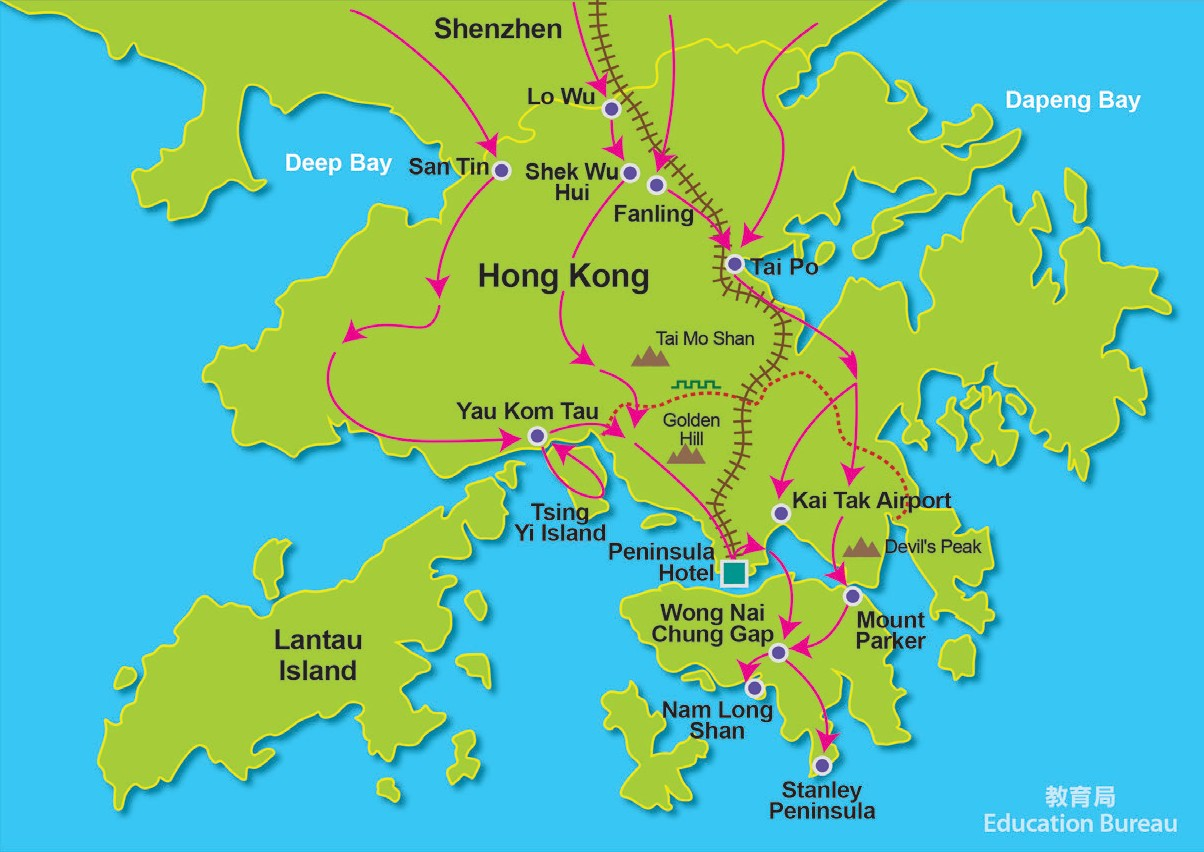 Shenzhen
Lo Wu
Dapeng Bay
Deep Bay
San Tin
Shek Wu
Hui
Fanling
Tai Po
Hong Kong
Tai Mo Shan
Yau Kom Tau
Golden
Hill
Kai Tak Airport
Tsing
Yi Island
Devil's Peak
Peninsula
Hotel
Wong Nai
Chung Gap
Mount
Parker
Lantau
Island
Nam Long
Shan
Stanley
Peninsula
教育局
Education Bureau